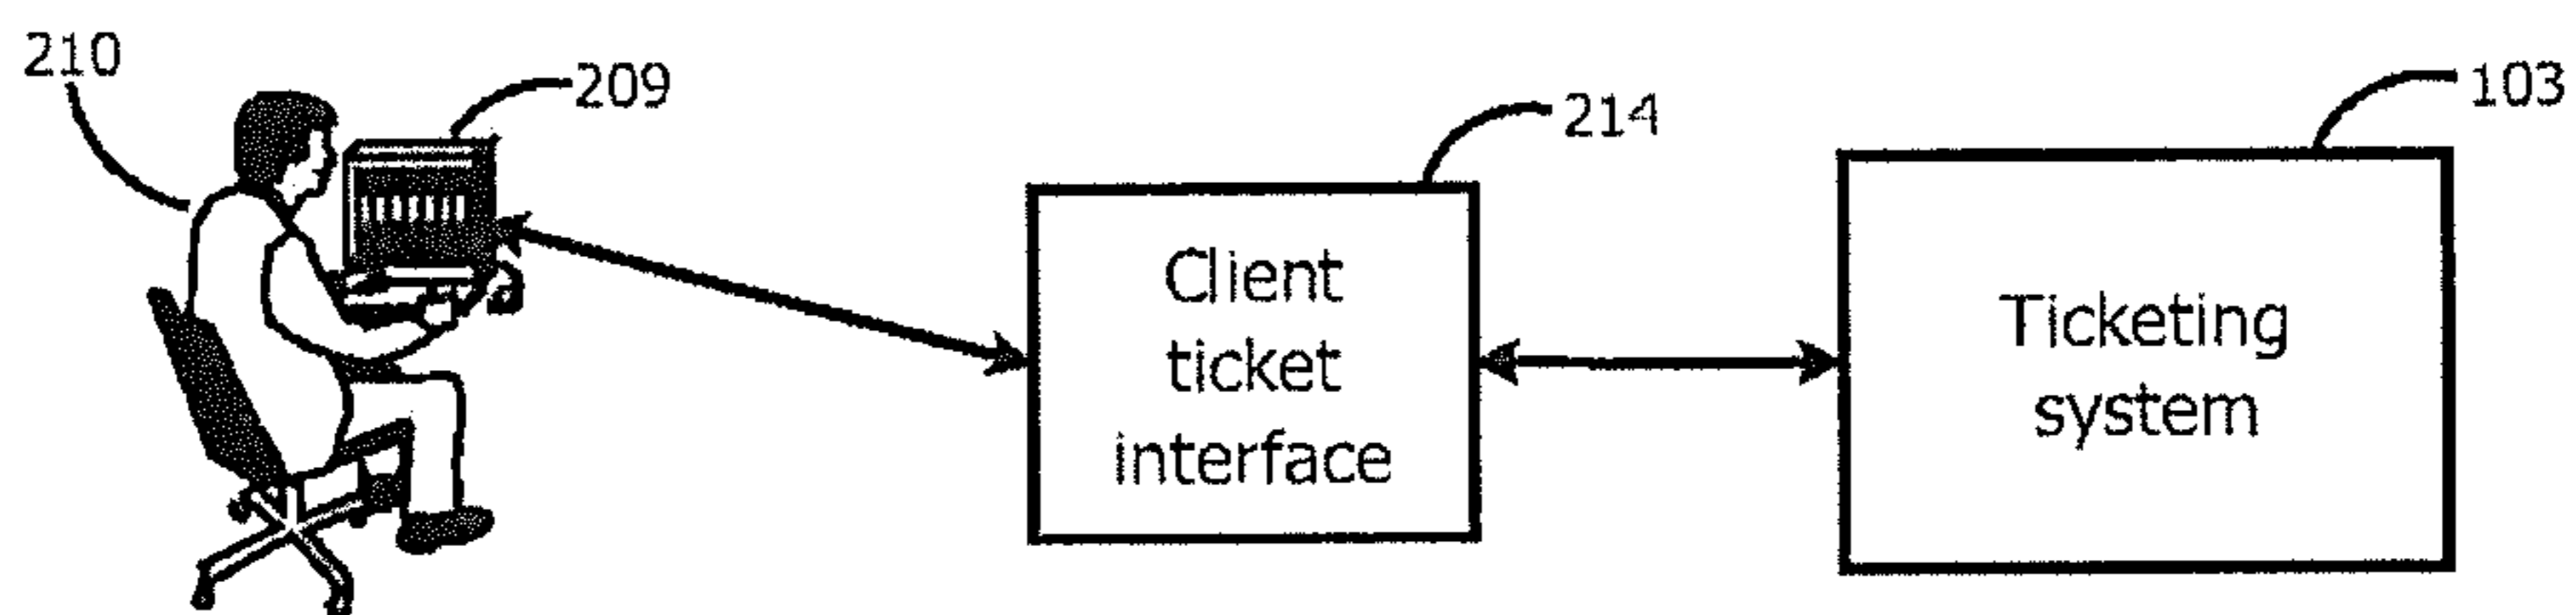 210
209
214
103
Client
ticket
interface
Ticketing
system